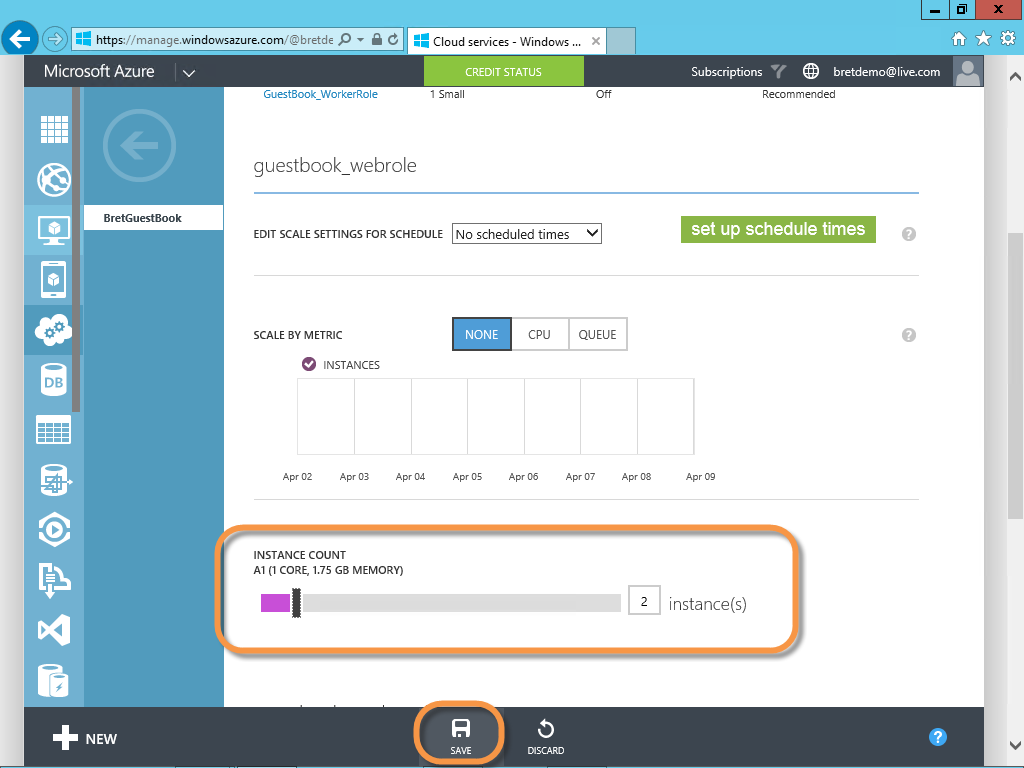 https://manage.windowsazure.com/@bretde
Cloud services - Windows ...
Microsoft Azure
CREDIT STATUS
Subscriptions
bretdemo@live.com
GuestBook_WorkerRole 1 Small Off Recommended
BretGuestBook
guestbook_webrole
EDIT SCALE SETTINGS FOR SCHEDULE No scheduled times set up schedule times ?
SCALE BY METRIC NONE CPU QUEUE ?
INSTANCES
Apr 02 Apr 03 Apr 04 Apr 05 Apr 06 Apr 07 Apr 08 Apr 09
INSTANCE COUNT
A1 (1 CORE, 1.75 GB MEMORY)
2 instance(s)
DB
NEW
SAVE
DISCARD
?